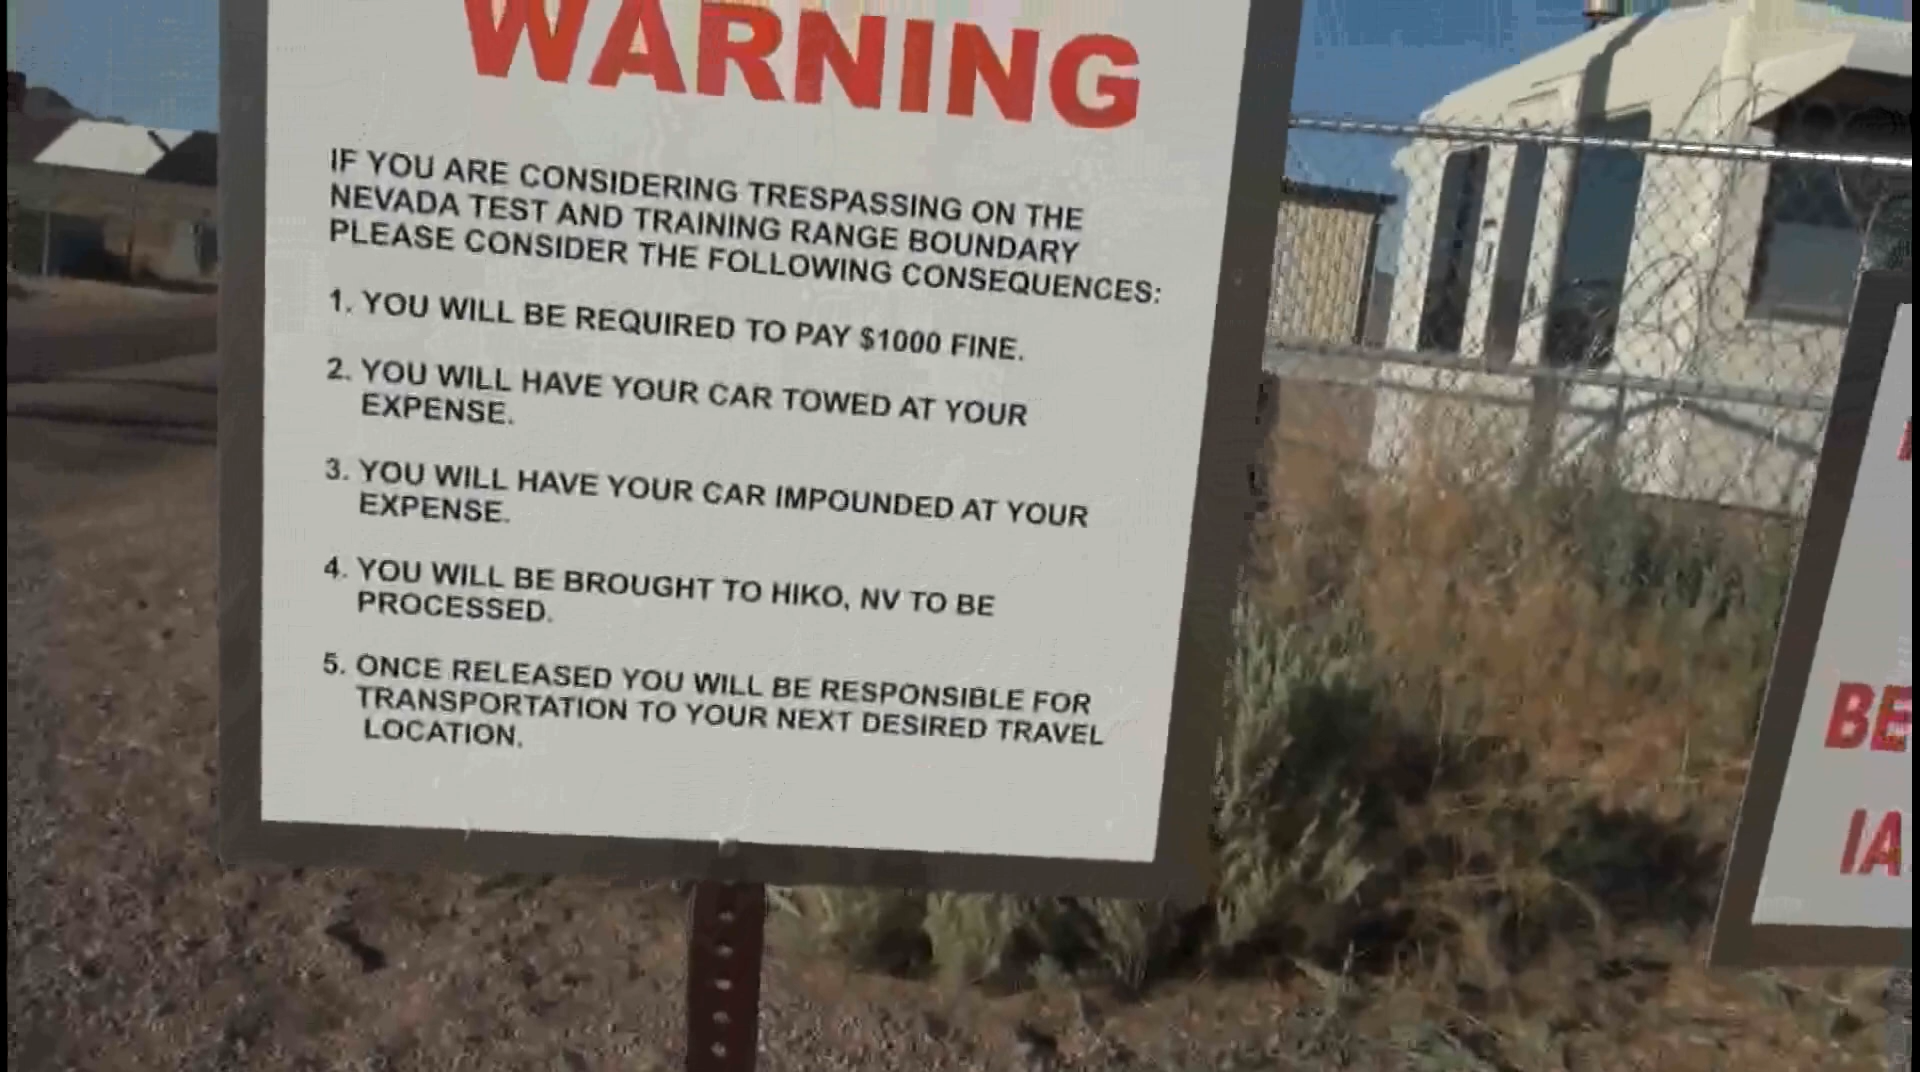 WARNING
IF YOU ARE CONSIDERING TRESPASSING ON THE
NEVADA TEST AND TRAINING RANGE BOUNDARY
PLEASE CONSIDER THE FOLLOWING CONSEQUENCES:
1. YOU WILL BE REQUIRED TO PAY $1000 FINE.
2. YOU WILL HAVE YOUR CAR TOWED AT YOUR
EXPENSE.
3. YOU WILL HAVE YOUR CAR IMPOUNDED AT YOUR
EXPENSE.
4. YOU WILL BE BROUGHT TO HIKO, NV TO BE
PROCESSED.
5. ONCE RELEASED YOU WILL BE RESPONSIBLE FOR
TRANSPORTATION TO YOUR NEXT DESIRED TRAVEL
LOCATION.
BE
IA